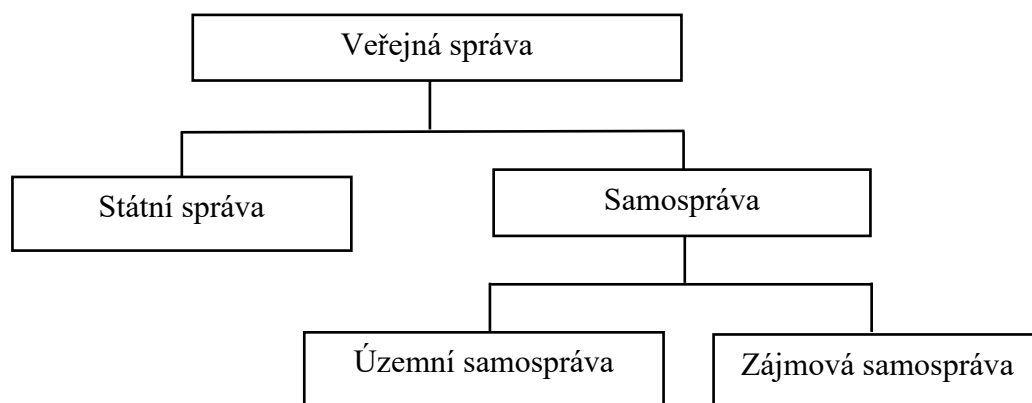 Veřejná správa
Státní správa
Samospráva
Územní samospráva
Zájmová samospráva